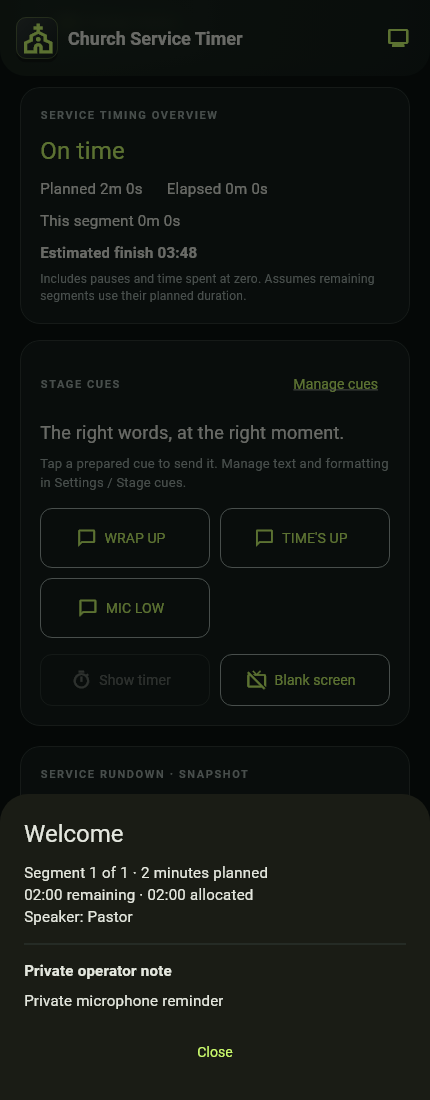 Church Service Timer
SERVICE TIMING OVERVIEW
On time
Planned 2m 0s Elapsed 0m 0s
This segment 0m 0s
Estimated finish 03:48
Includes pauses and time spent at zero. Assumes remaining
segments use their planned duration.
STAGE CUES Manage cues
The right words, at the right moment.
Tap a prepared cue to send it. Manage text and formatting
in Settings / Stage cues.
WRAP UP TIME'S UP
MIC LOW
Show timer Blank screen
SERVICE RUNDOWN · SNAPSHOT
Welcome
Segment 1 of 1 · 2 minutes planned
02:00 remaining · 02:00 allocated
Speaker: Pastor
Private operator note
Private microphone reminder
Close